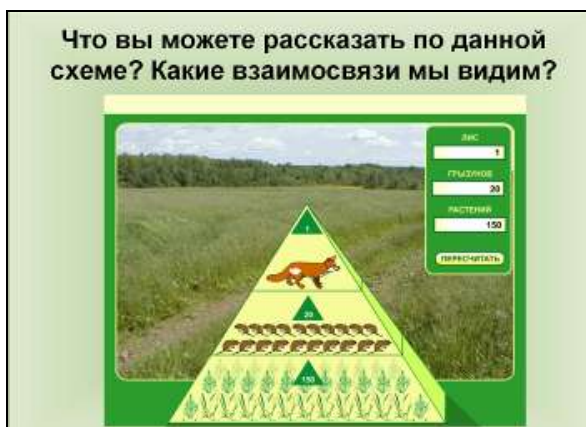 Что вы можете рассказать по данной
схеме? Какие взаимосвязи мы видим?
ЛИС
1
ГРЫЗУНОВ
20
РАСТЕНИЙ
150
ПЕРЕСЧИТАТЬ
1
20
150